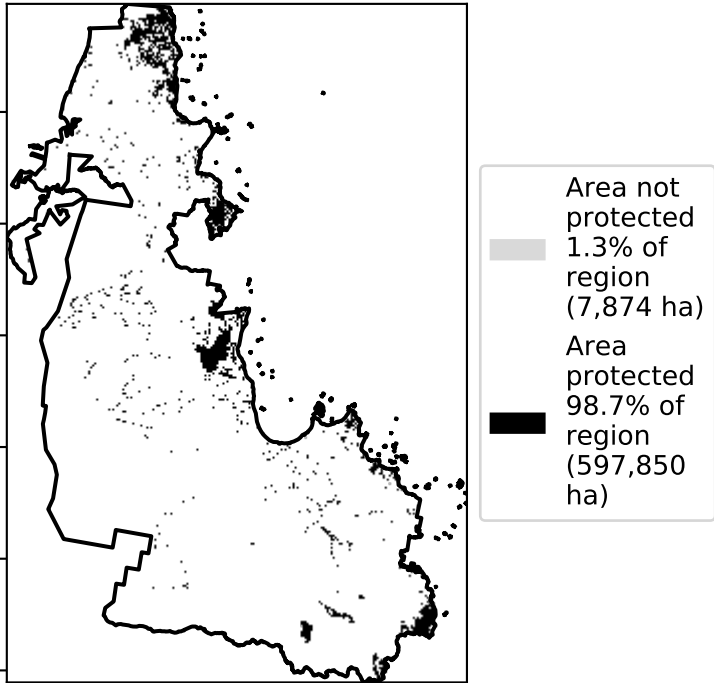 Area not
protected
1.3% of
region
(7,874 ha)
Area
protected
98.7% of
region
(597,850
ha)